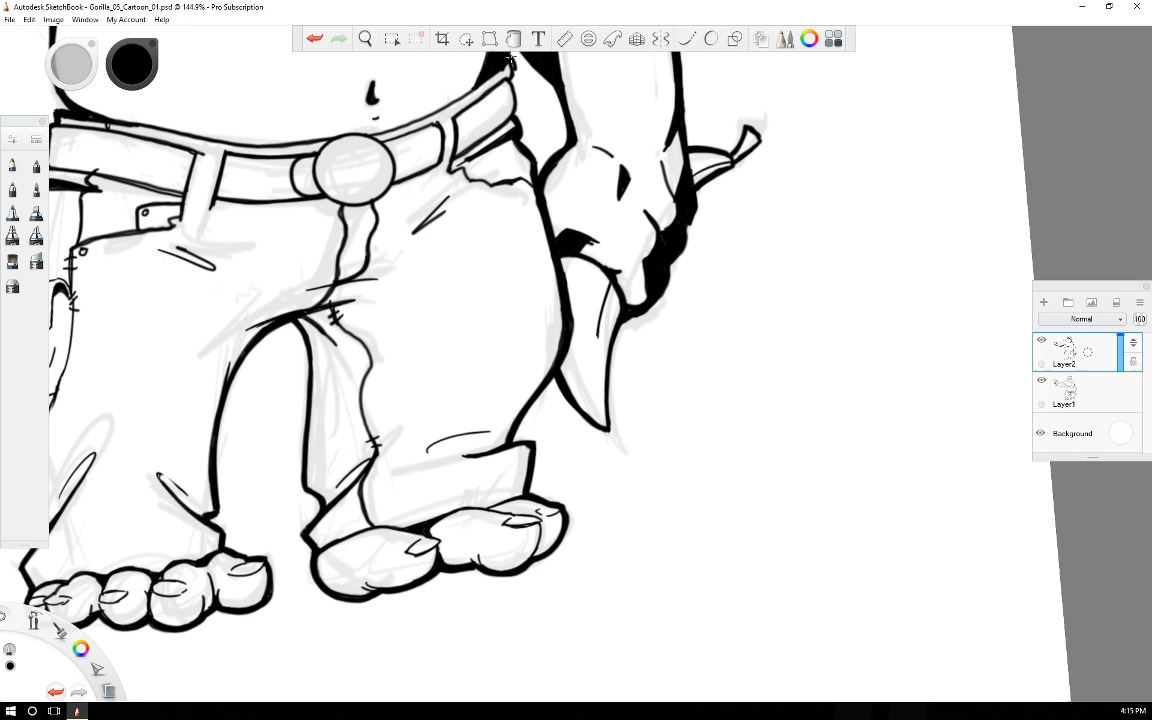 Autodesk SketchBook - Gorilla_05_Cartoon_01.psd @ 144.9% - Pro Subscription
File Edit Image Window My Account Help
T
Normal 100
Layer2
Layer1
Background
4:15 PM